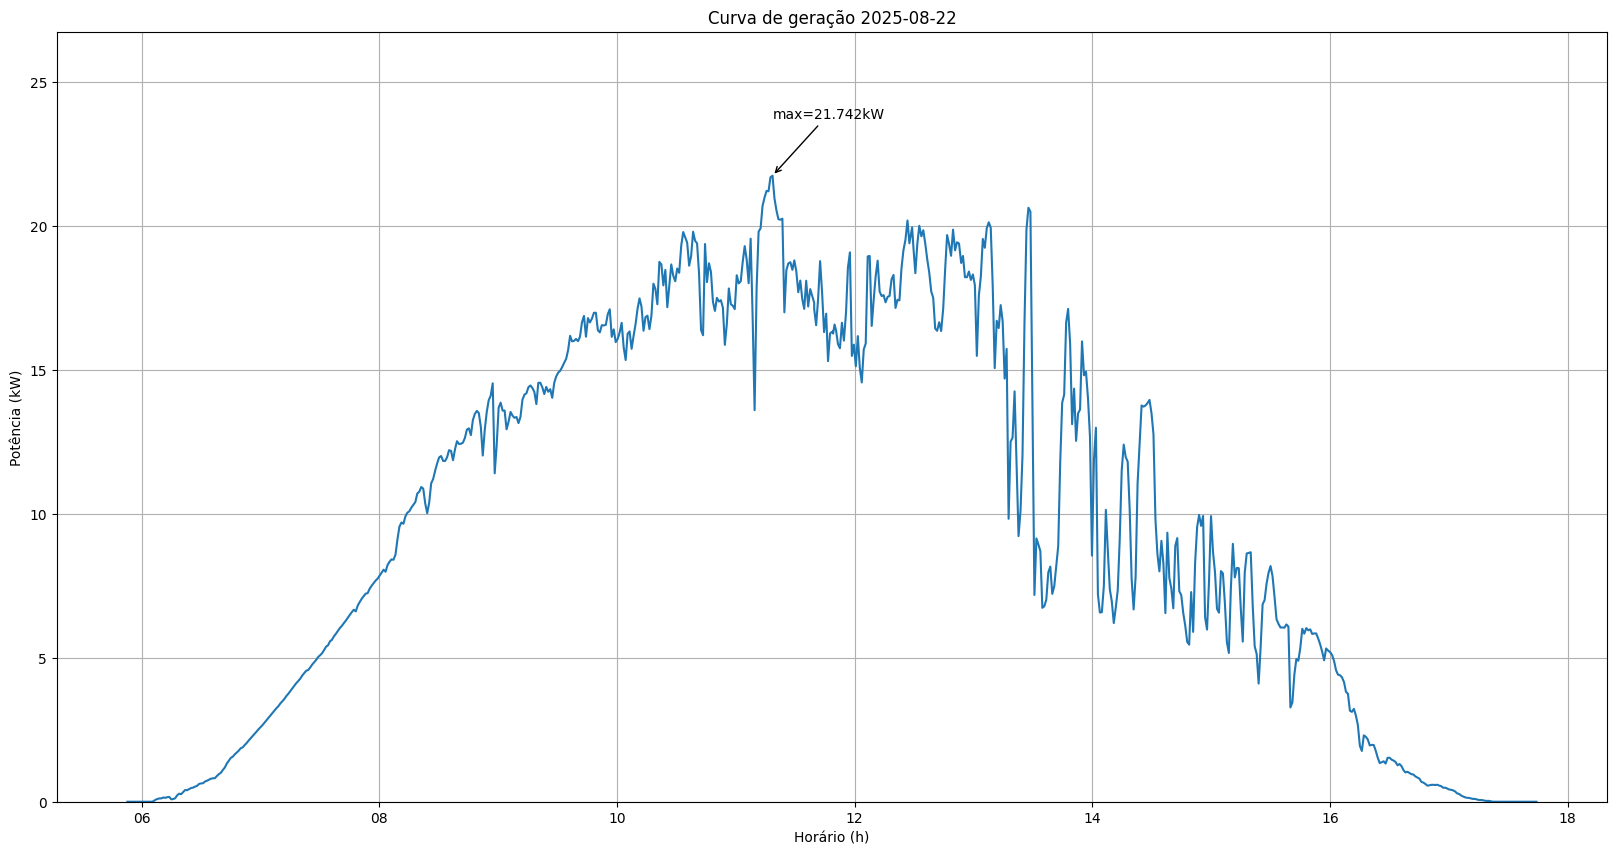 Curva de geração 2025-08-22
25
max=21.742kW
20
15
Potência (kW)
10
5
0
06 08 10 12 14 16 18
Horário (h)